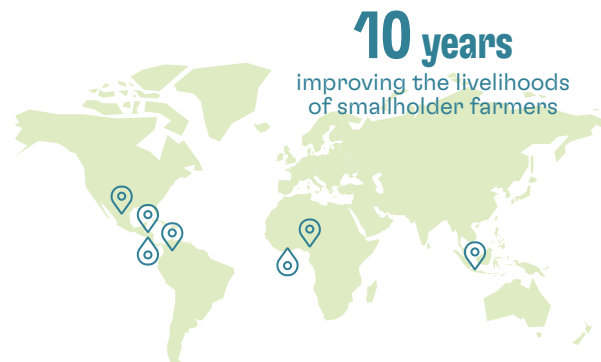 10 years
improving the livelihoods
of smallholder farmers